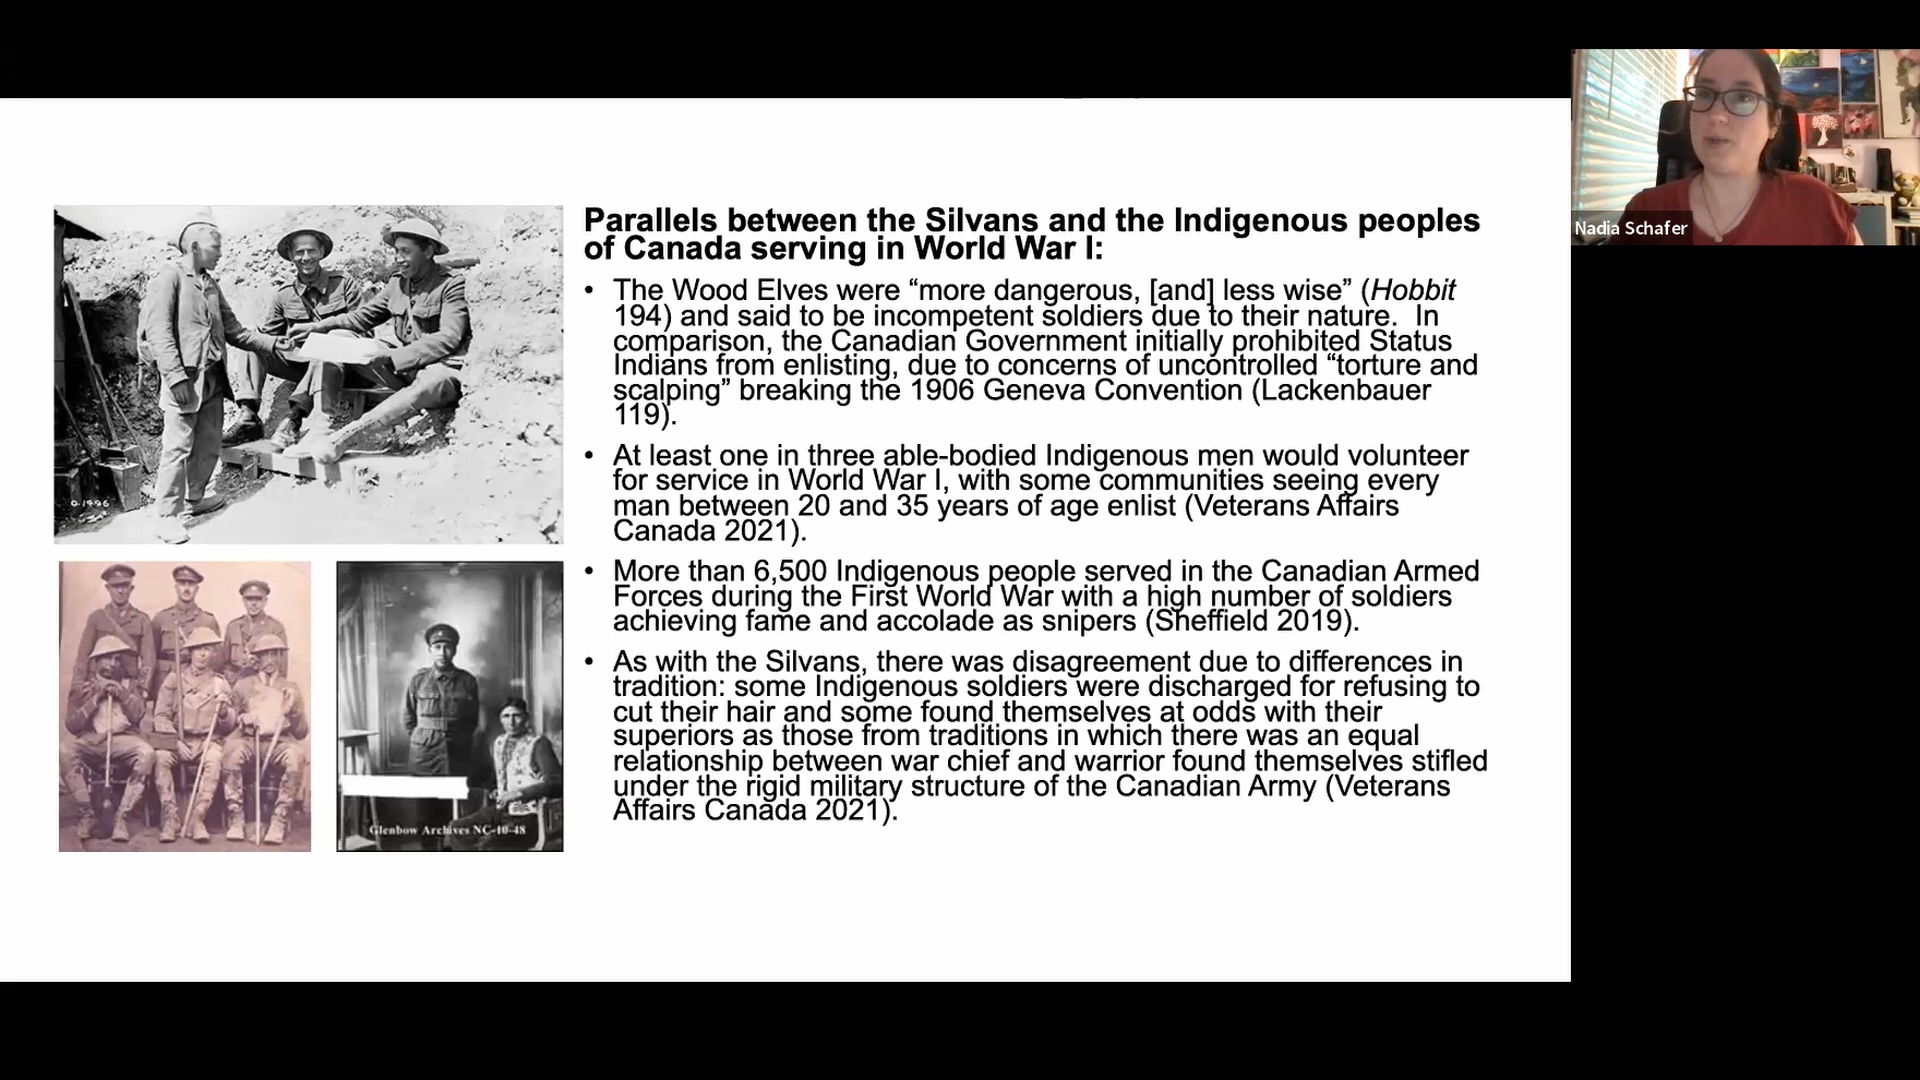 Nadia Schafer
Parallels between the Silvans and the Indigenous peoples
of Canada serving in World War I:
• The Wood Elves were “more dangerous, [and] less wise” (Hobbit
194) and said to be incompetent soldiers due to their nature.  In
comparison, the Canadian Government initially prohibited Status
Indians from enlisting, due to concerns of uncontrolled “torture and
scalping” breaking the 1906 Geneva Convention (Lackenbauer
119).
• At least one in three able-bodied Indigenous men would volunteer
for service in World War I, with some communities seeing every
man between 20 and 35 years of age enlist (Veterans Affairs
Canada 2021).
• More than 6,500 Indigenous people served in the Canadian Armed
Forces during the First World War with a high number of soldiers
achieving fame and accolade as snipers (Sheffield 2019).
• As with the Silvans, there was disagreement due to differences in
tradition: some Indigenous soldiers were discharged for refusing to
cut their hair and some found themselves at odds with their
superiors as those from traditions in which there was an equal
relationship between war chief and warrior found themselves stifled
under the rigid military structure of the Canadian Army (Veterans
Affairs Canada 2021).
O.1496
Glenbow Archives NC-10-48